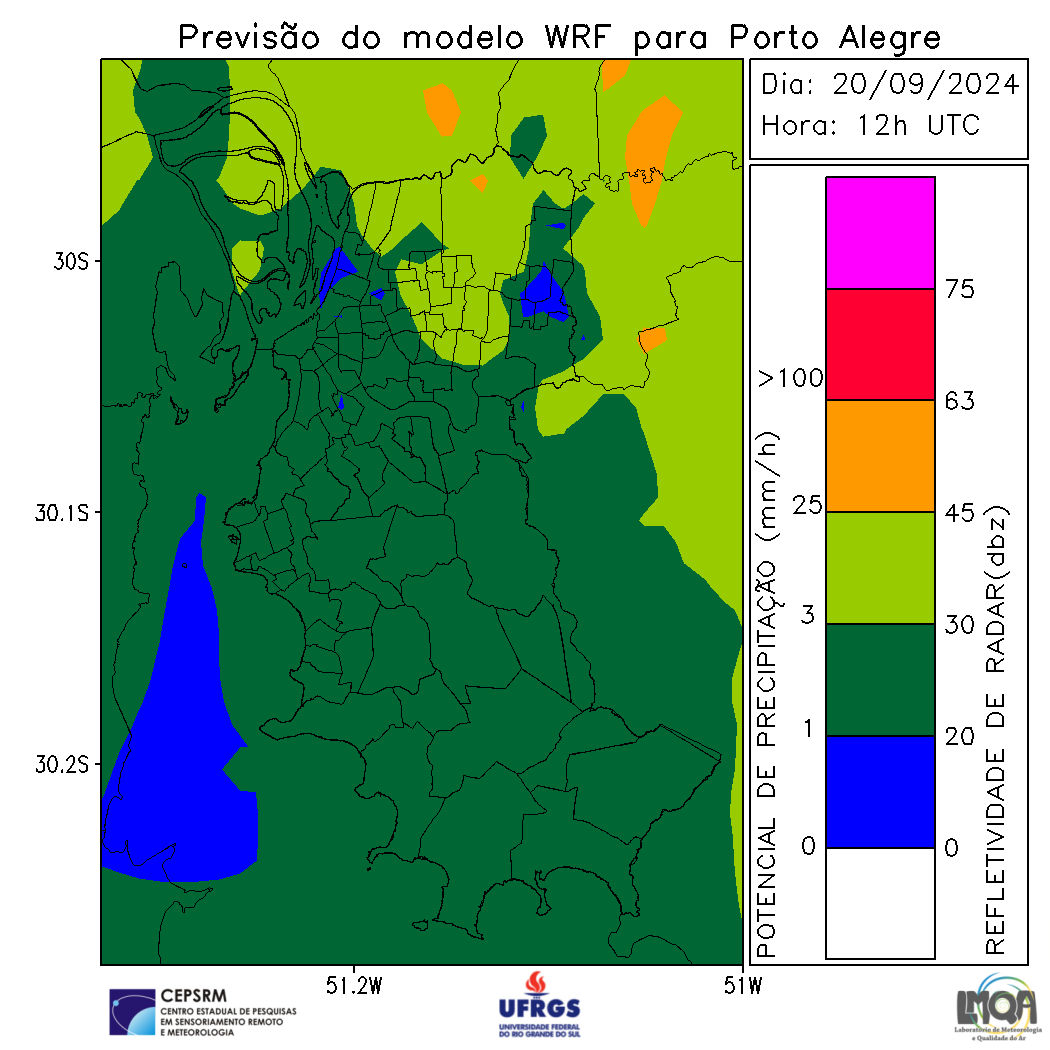 Previsão do modelo WRF para Porto Alegre
Dia: 20/09/2024
Hora: 12h UTC
30S
30.1S
30.2S
51.2W
51W
POTENCIAL DE PRECIPITAÇÃO (mm/h)
>100
25
3
1
0
75
63
45
30
20
0
REFLETIVIDADE DE RADAR(dbz)
CEPSRM
CENTRO ESTADUAL DE PESQUISAS
EM SENSORIAMENTO REMOTO
E METEOROLOGIA
UFRGS
UNIVERSIDADE FEDERAL
DO RIO GRANDE DO SUL
LMQA
Laboratório de Meteorologia
e Qualidade do Ar